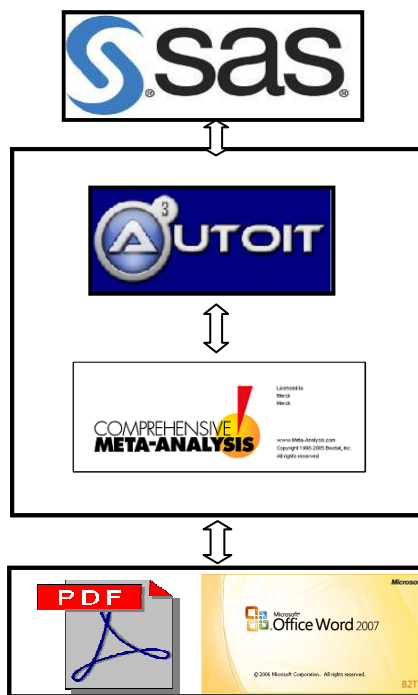 sas
® ®
3
AUTOIT
Licensed to
Merck
Merck
COMPREHENSIVE
META-ANALYSIS
www.Meta-Analysis.com
Copyright 1998-2005 Biostat, Inc.
All rights reserved
PDF
Microsoft
Microsoft®
Office Word 2007
© 2006 Microsoft Corporation. All rights reserved.
B2T